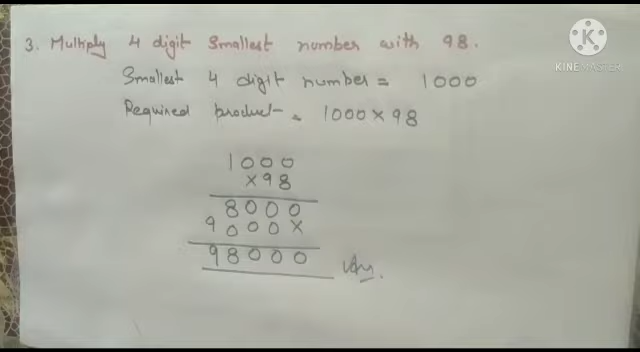 3. Multiply 4 digit smallest number with 98.
Smallest 4 digit number = 1000
Required product = 1000 × 98
1000
×98
8000
9000×
98000 Ans.
KINEMASTER